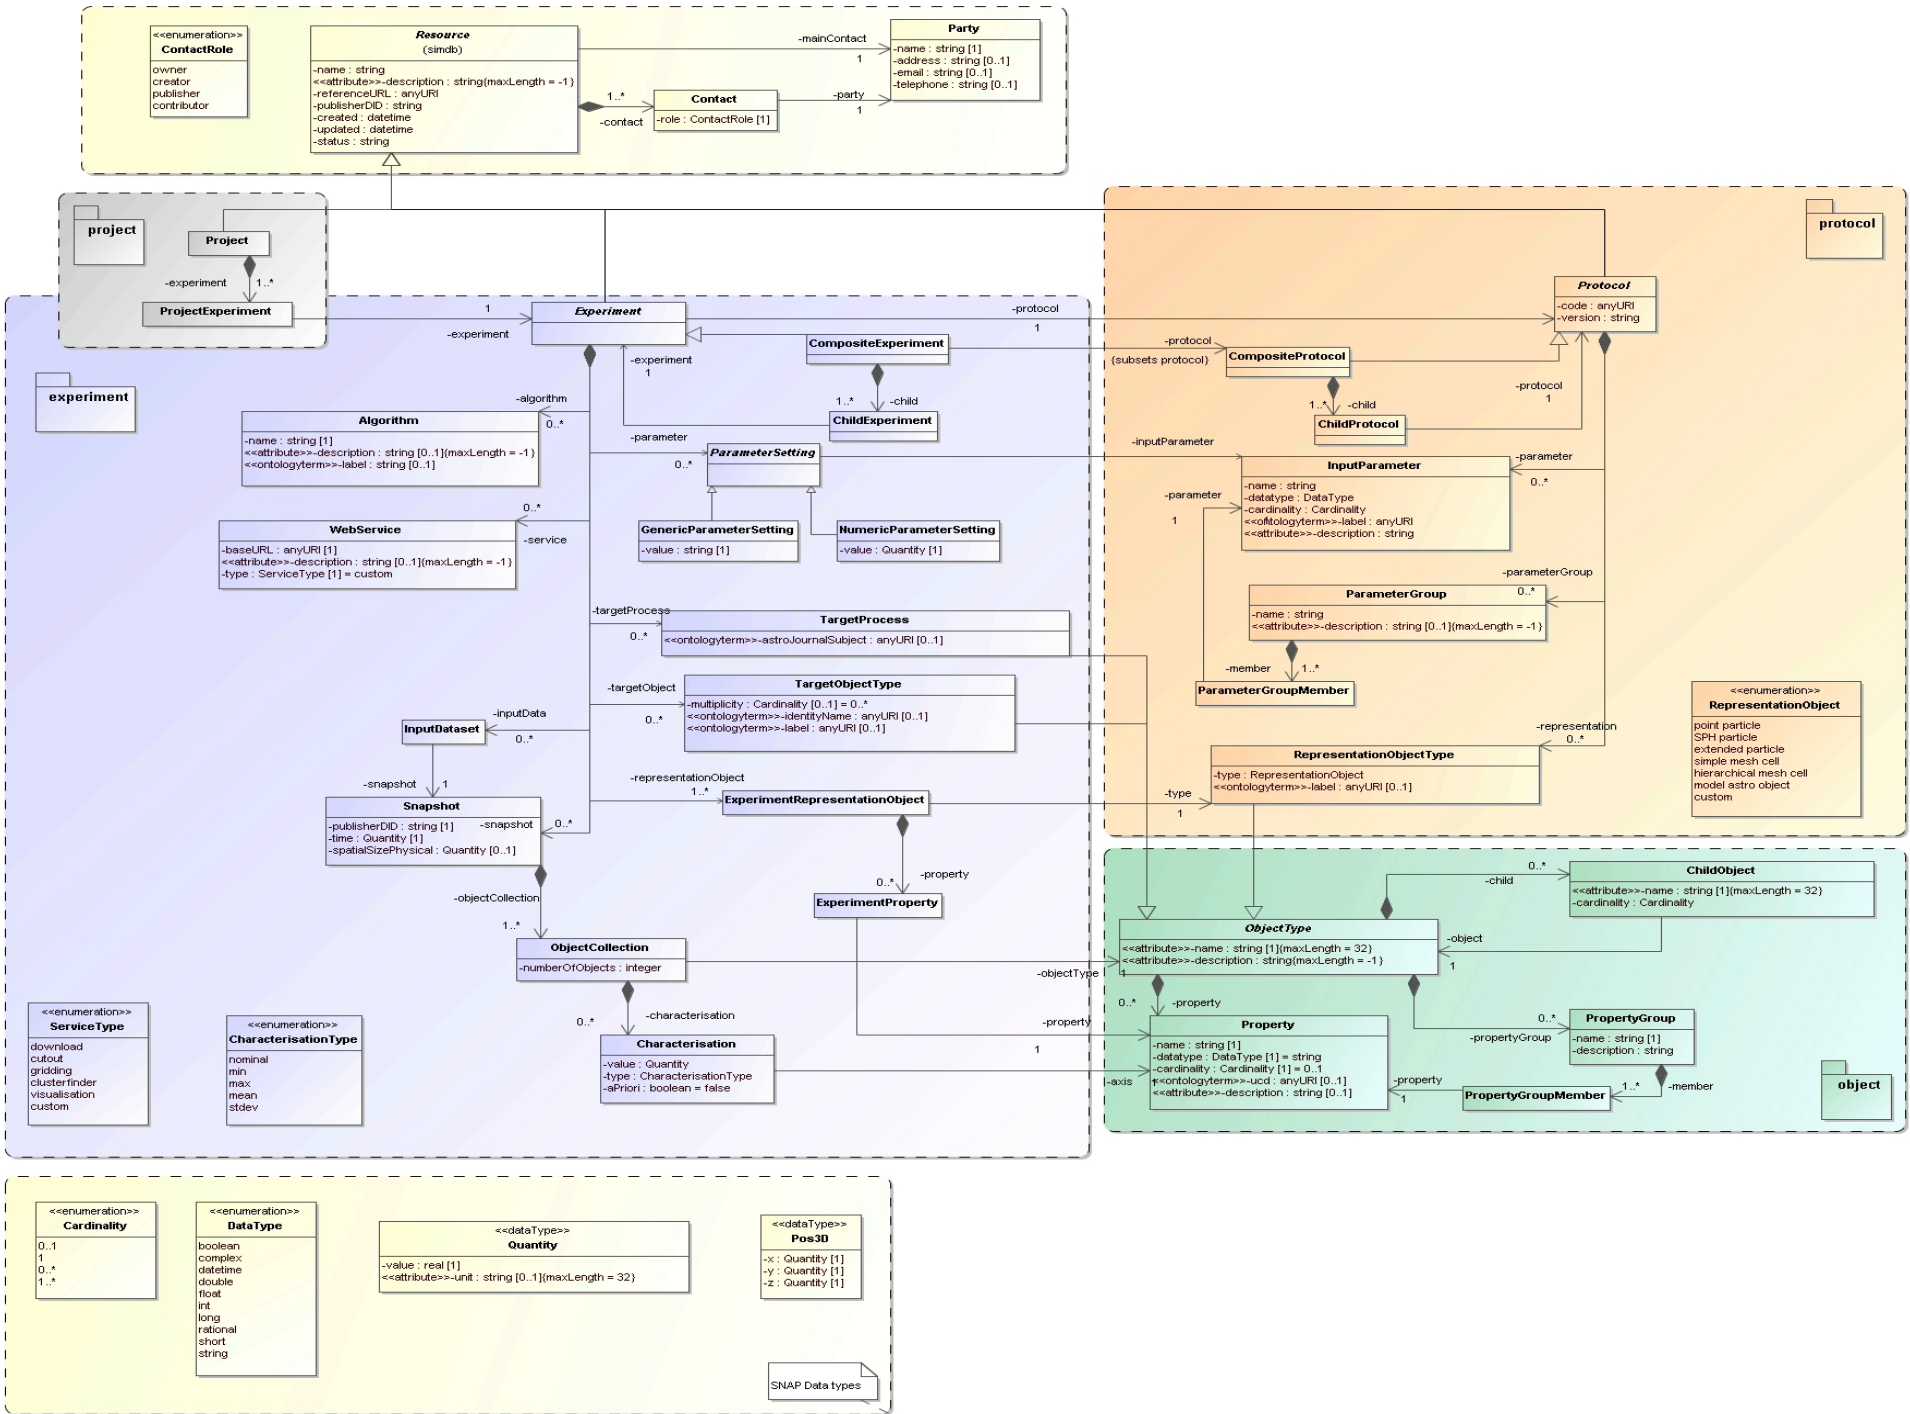 <<enumeration>>
ContactRole
owner
creator
publisher
contributor
Resource
(simdb)
-name : string
<<attribute>>-description : string{maxLength = -1}
-referenceURL : anyURI
-publisherDID : string
-created : datetime
-updated : datetime
-status : string
-mainContact
1
1..*
-contact
Contact
-role : ContactRole [1]
-party
1
Party
-name : string [1]
-address : string [0..1]
-email : string [0..1]
-telephone : string [0..1]
project
Project
-experiment
1..*
ProjectExperiment
1
-experiment
experiment
Experiment
-protocol
1
-experiment
1
CompositeExperiment
1..*
-child
ChildExperiment
-protocol
{subsets protocol}
-algorithm
0..*
Algorithm
-name : string [1]
<<attribute>>-description : string [0..1]{maxLength = -1}
<<ontologyterm>>-label : string [0..1]
-parameter
0..*
ParameterSetting
-inputParameter
GenericParameterSetting
-value : string [1]
NumericParameterSetting
-value : Quantity [1]
0..*
-service
WebService
-baseURL : anyURI [1]
<<attribute>>-description : string [0..1]{maxLength = -1}
-type : ServiceType [1] = custom
-targetProcess
0..*
TargetProcess
<<ontologyterm>>-astroJournalSubject : anyURI [0..1]
-targetObject
0..*
TargetObjectType
-multiplicity : Cardinality [0..1] = 0..*
<<ontologyterm>>-identityName : anyURI [0..1]
<<ontologyterm>>-label : anyURI [0..1]
-inputData
0..*
InputDataset
-snapshot
1
-representationObject
1..*
ExperimentRepresentationObject
-type
1
Snapshot
-publisherDID : string [1]
-time : Quantity [1]
-spatialSizePhysical : Quantity [0..1]
-snapshot
0..*
-property
0..*
ExperimentProperty
-objectCollection
1..*
ObjectCollection
-numberOfObjects : integer
-objectType
1
-characterisation
0..*
Characterisation
-value : Quantity
-type : CharacterisationType
-aPriori : boolean = false
-property
1
-axis
<<enumeration>>
ServiceType
download
cutout
gridding
clusterfinder
visualisation
custom
<<enumeration>>
CharacterisationType
nominal
min
max
mean
stdev
protocol
Protocol
-code : anyURI
-version : string
CompositeProtocol
1..*
-child
ChildProtocol
-protocol
1
-parameter
0..*
InputParameter
-name : string
-datatype : DataType
-cardinality : Cardinality
<<ontologyterm>>-label : anyURI
<<attribute>>-description : string
-parameter
1
-parameterGroup
0..*
ParameterGroup
-name : string
<<attribute>>-description : string [0..1]{maxLength = -1}
-member
1..*
ParameterGroupMember
-representation
0..*
RepresentationObjectType
-type : RepresentationObject
<<ontologyterm>>-label : anyURI [0..1]
<<enumeration>>
RepresentationObject
point particle
SPH particle
extended particle
simple mesh cell
hierarchical mesh cell
model astro object
custom
0..*
-child
ChildObject
<<attribute>>-name : string [1]{maxLength = 32}
-cardinality : Cardinality
ObjectType
<<attribute>>-name : string [1]{maxLength = 32}
<<attribute>>-description : string{maxLength = -1}
-object
1
0..*
-property
Property
-name : string [1]
-datatype : DataType [1] = string
-cardinality : Cardinality [1] = 0..1
<<ontologyterm>>-ucd : anyURI [0..1]
<<attribute>>-description : string [0..1]
0..*
-propertyGroup
PropertyGroup
-name : string [1]
-description : string
1..*
-member
PropertyGroupMember
-property
1
object
<<enumeration>>
Cardinality
0..1
1
0..*
1..*
<<enumeration>>
DataType
boolean
complex
datetime
double
float
int
long
rational
short
string
<<dataType>>
Quantity
-value : real [1]
<<attribute>>-unit : string [0..1]{maxLength = 32}
<<dataType>>
Pos3D
-x : Quantity [1]
-y : Quantity [1]
-z : Quantity [1]
SNAP Data types